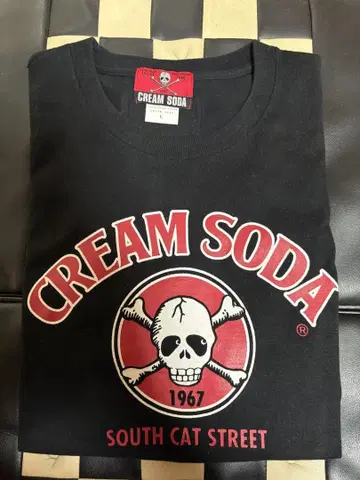 CREAM SODA
L
CREAM SODA
®
1967
SOUTH CAT STREET